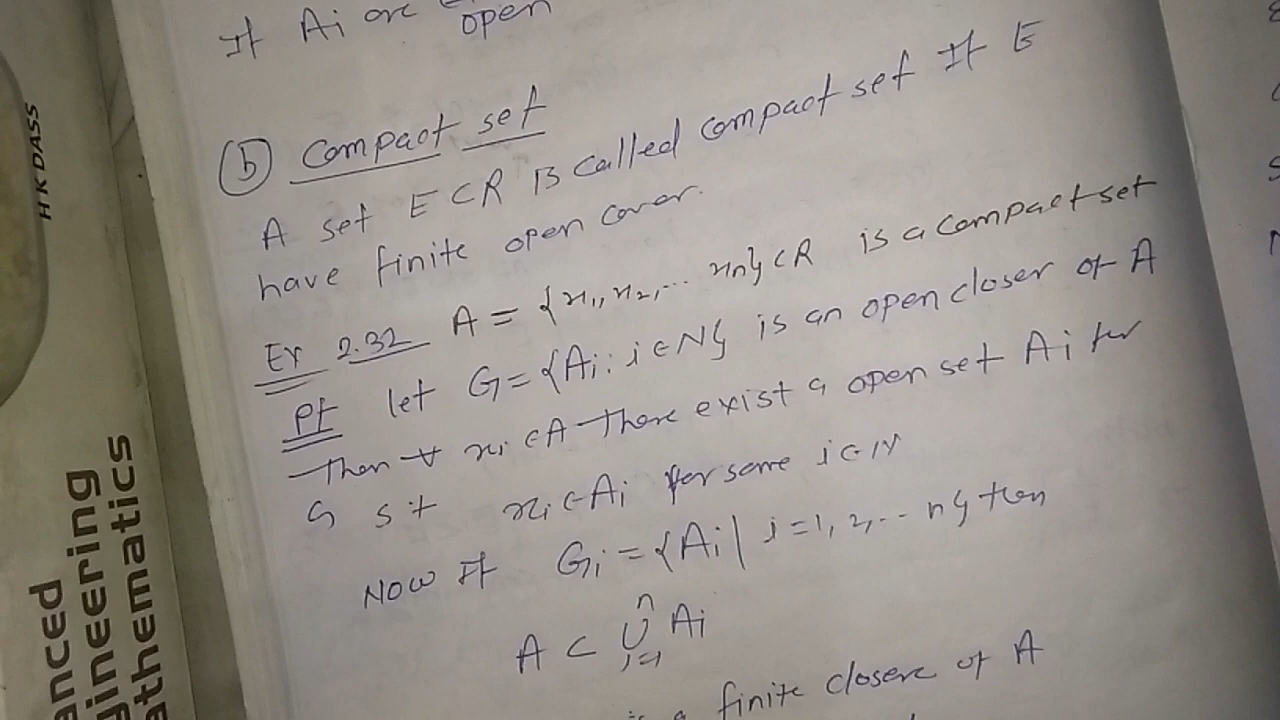 If Ai are
open
(b) Compact set
A set E ⊂ R is called compact set If E
have finite open cover.
Ex 2.32 A = {x1, x2, ... xn} ⊂ R is a compact set
Pf let G = {Ai : i ∈ N} is an open closer of A
Then ∀ xi ∈ A there exist a open set Ai for
G s.t xi ∈ Ai for some i ∈ N
Now If Gi = {Ai | i = 1, 2, ... n} then
A ⊂ ∪ⁿᵢ₌₁ Ai
finite closere of A
H K DASS
anced
gineering
athematics